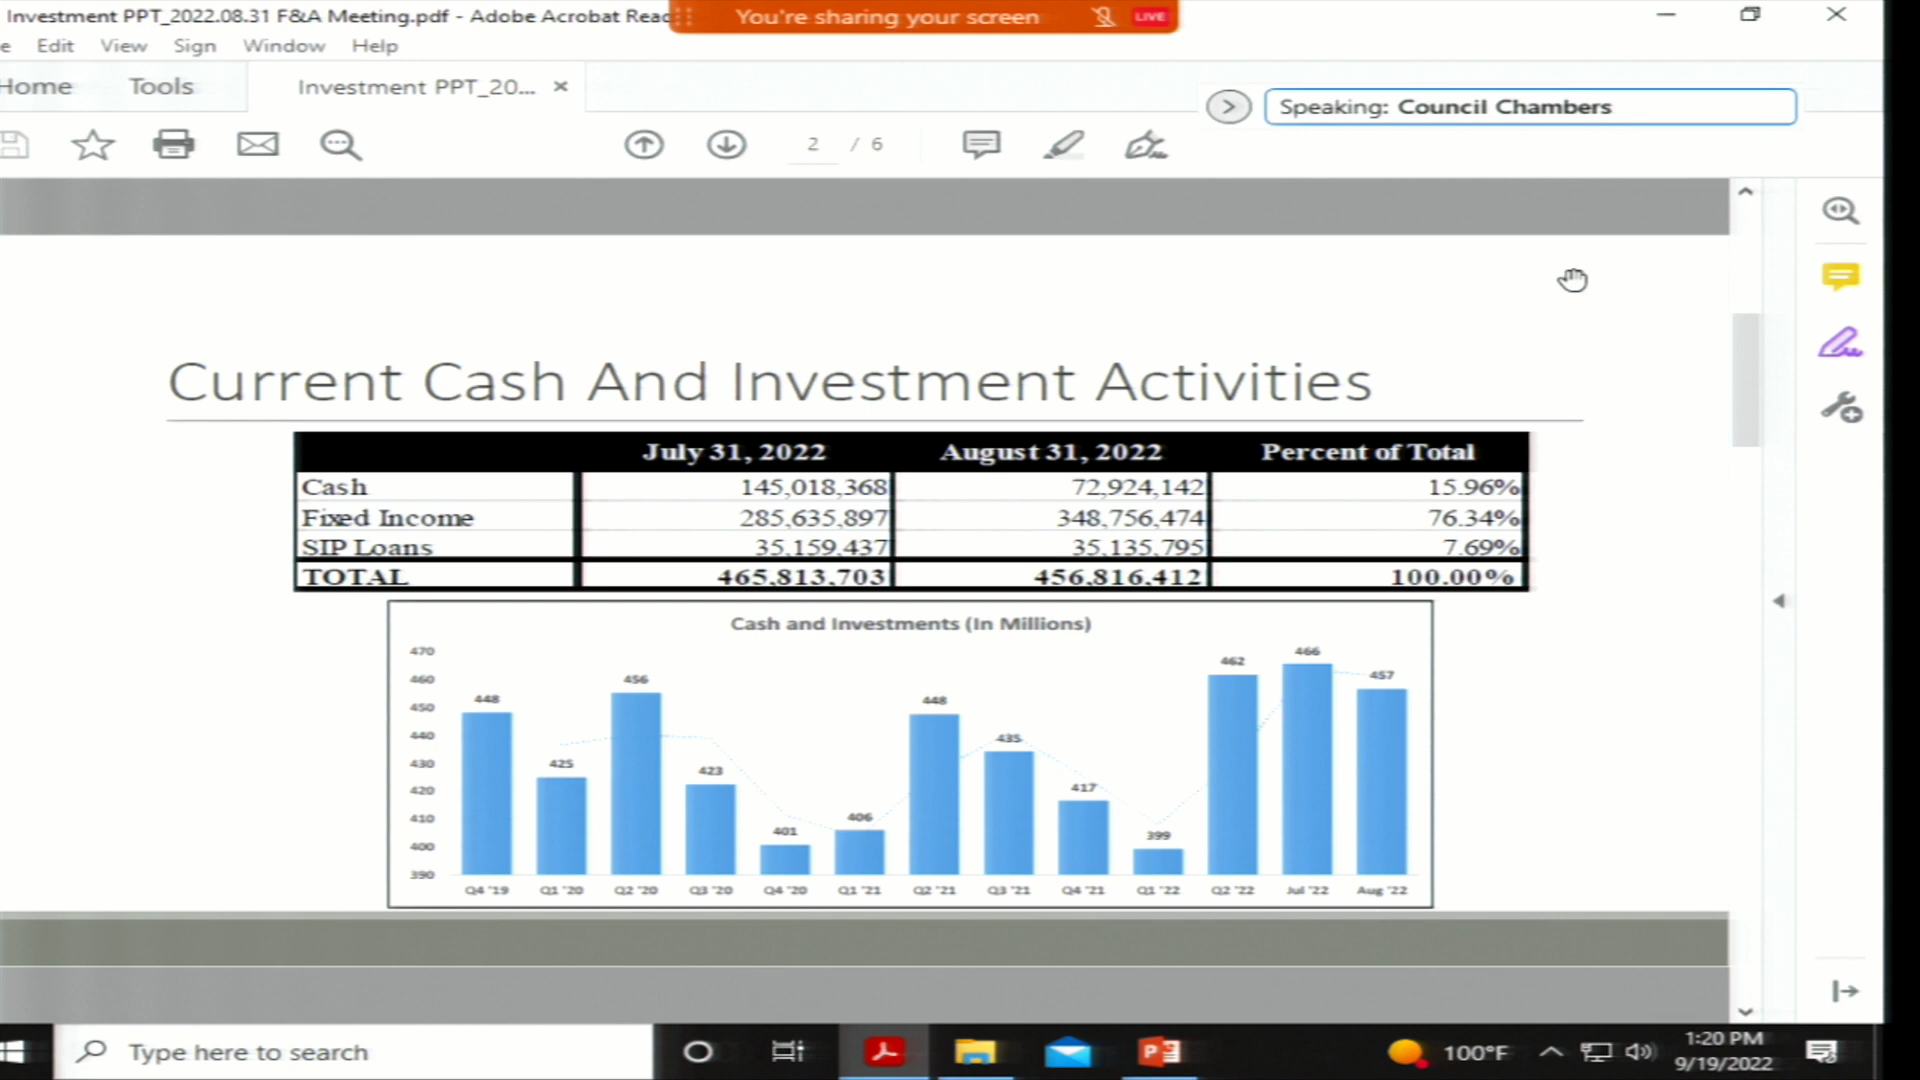 Investment PPT_2022.08.31 F&A Meeting.pdf - Adobe Acrobat Reac
You're sharing your screen LIVE
e Edit View Sign Window Help
Home Tools Investment PPT_20... ×
Speaking: Council Chambers
2 / 6
Current Cash And Investment Activities
July 31, 2022 August 31, 2022 Percent of Total
Cash 145,018,368 72,924,142 15.96%
Fixed Income 285,635,897 348,756,474 76.34%
SIP Loans 35,159,437 35,135,795 7.69%
TOTAL 465,813,703 456,816,412 100.00%
Cash and Investments (In Millions)
470
460
450
440
430
420
410
400
390
448 425 456 423 401 406 448 435 417 399 462 466 457
Q4 '19 Q1 '20 Q2 '20 Q3 '20 Q4 '20 Q1 '21 Q2 '21 Q3 '21 Q4 '21 Q1 '22 Q2 '22 Jul '22 Aug '22
Type here to search
100°F
1:20 PM
9/19/2022